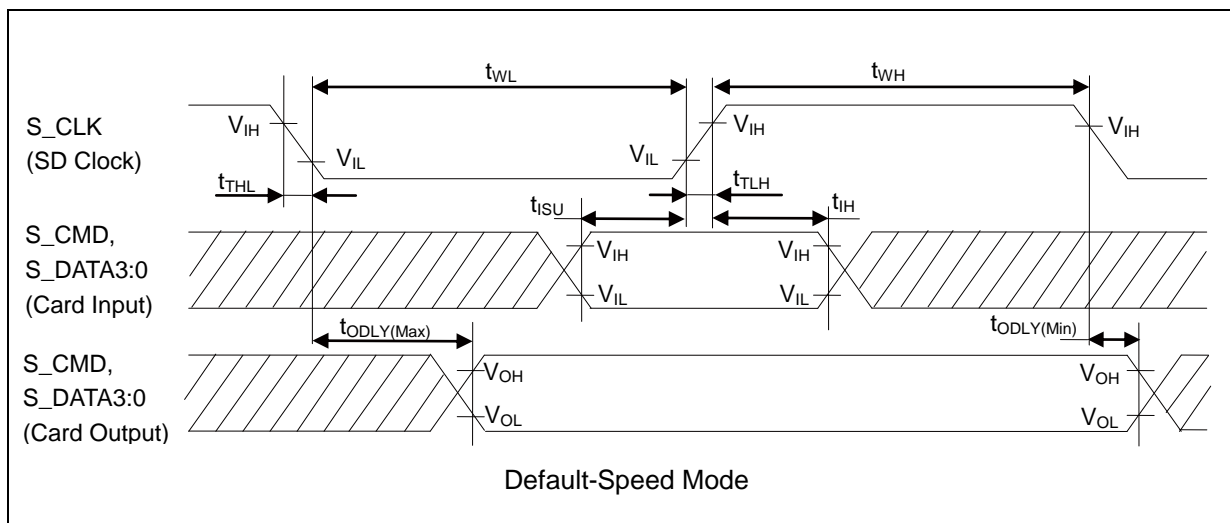 tWL
tWH
S_CLK
(SD Clock)
VIH
VIL
VIL
VIH
VIH
tTHL
tTLH
tISU
tIH
S_CMD,
S_DATA3:0
(Card Input)
VIH
VIL
VIH
VIL
tODLY(Max)
tODLY(Min)
S_CMD,
S_DATA3:0
(Card Output)
VOH
VOL
VOH
VOL
Default-Speed Mode